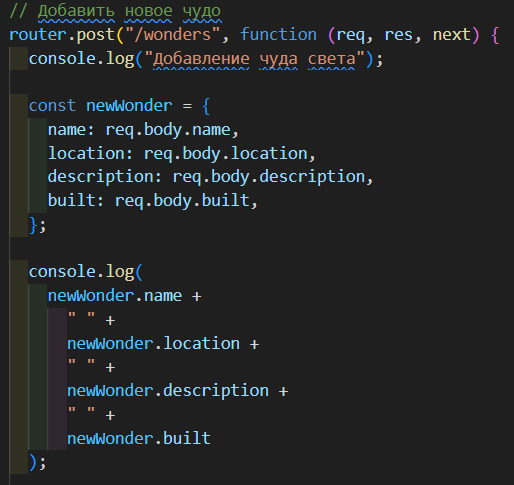 // Добавить новое чудо
router.post("/wonders", function (req, res, next) {
console.log("Добавление чуда света");
const newWonder = {
name: req.body.name,
location: req.body.location,
description: req.body.description,
built: req.body.built,
};
console.log(
newWonder.name +
" " +
newWonder.location +
" " +
newWonder.description +
" " +
newWonder.built
);